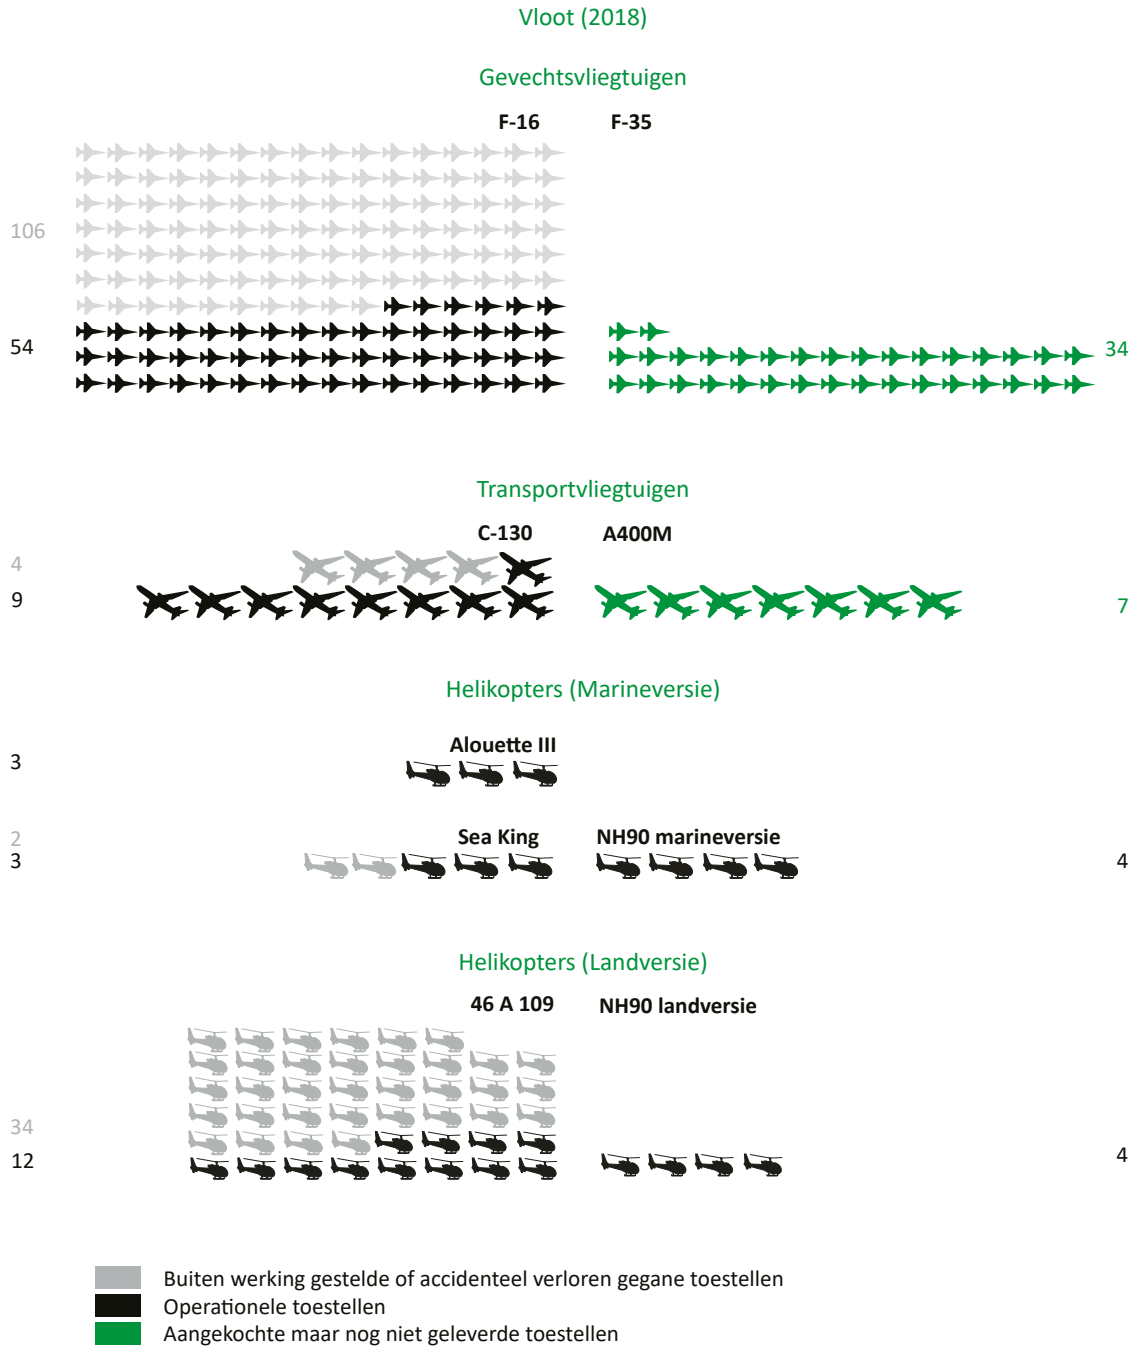 Vloot (2018)
Gevechtsvliegtuigen
F-16 F-35
106
54
34
Transportvliegtuigen
C-130 A400M
4
9
7
Helikopters (Marineversie)
Alouette III
3
2
Sea King NH90 marineversie
3
4
Helikopters (Landversie)
46 A 109 NH90 landversie
34
12
4
Buiten werking gestelde of accidenteel verloren gegane toestellen
Operationele toestellen
Aangekochte maar nog niet geleverde toestellen